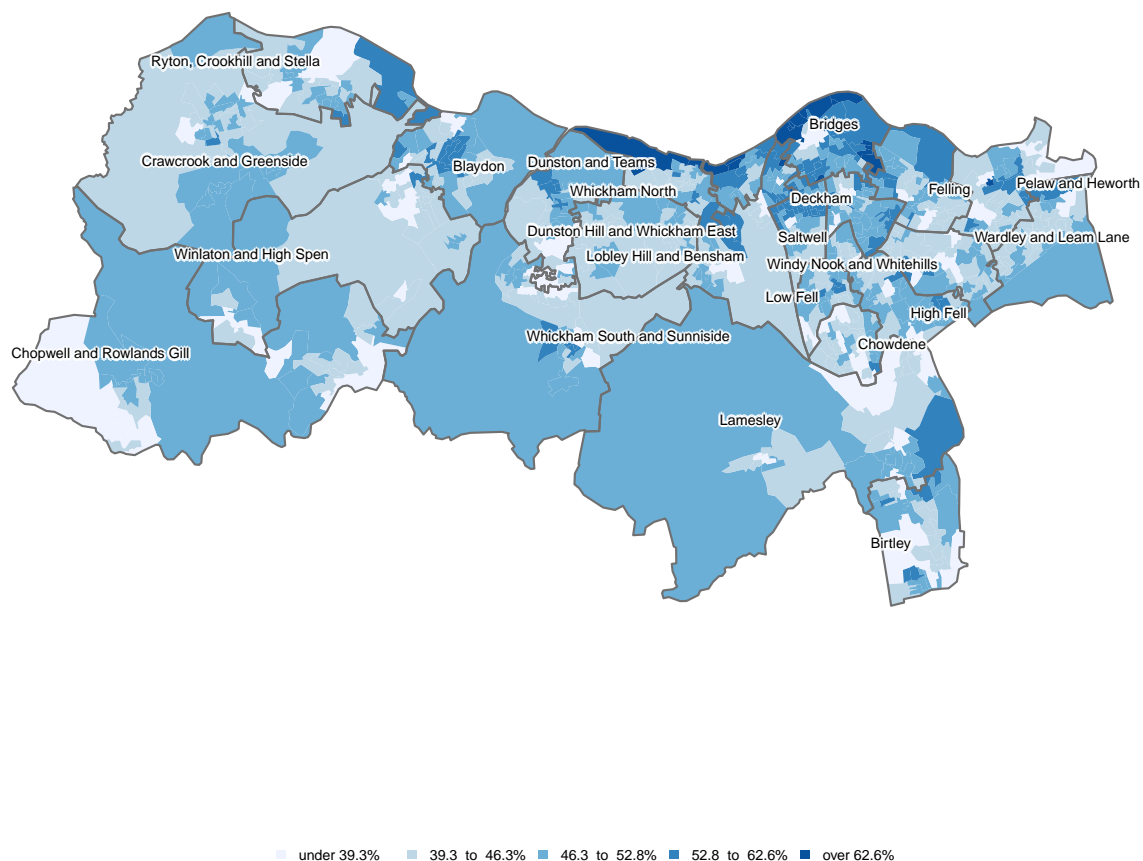 Ryton, Crookhill and Stella
Bridges
Crawcrook and Greenside
Blaydon
Dunston and Teams
Whickham North
Felling
Pelaw and Heworth
Deckham
Dunston Hill and Whickham East
Saltwell
Wardley and Leam Lane
Winlaton and High Spen
Lobley Hill and Bensham
Windy Nook and Whitehills
Low Fell
High Fell
Whickham South and Sunniside
Chowdene
Chopwell and Rowlands Gill
Lamesley
Birtley
under 39.3% 39.3 to 46.3% 46.3 to 52.8% 52.8 to 62.6% over 62.6%